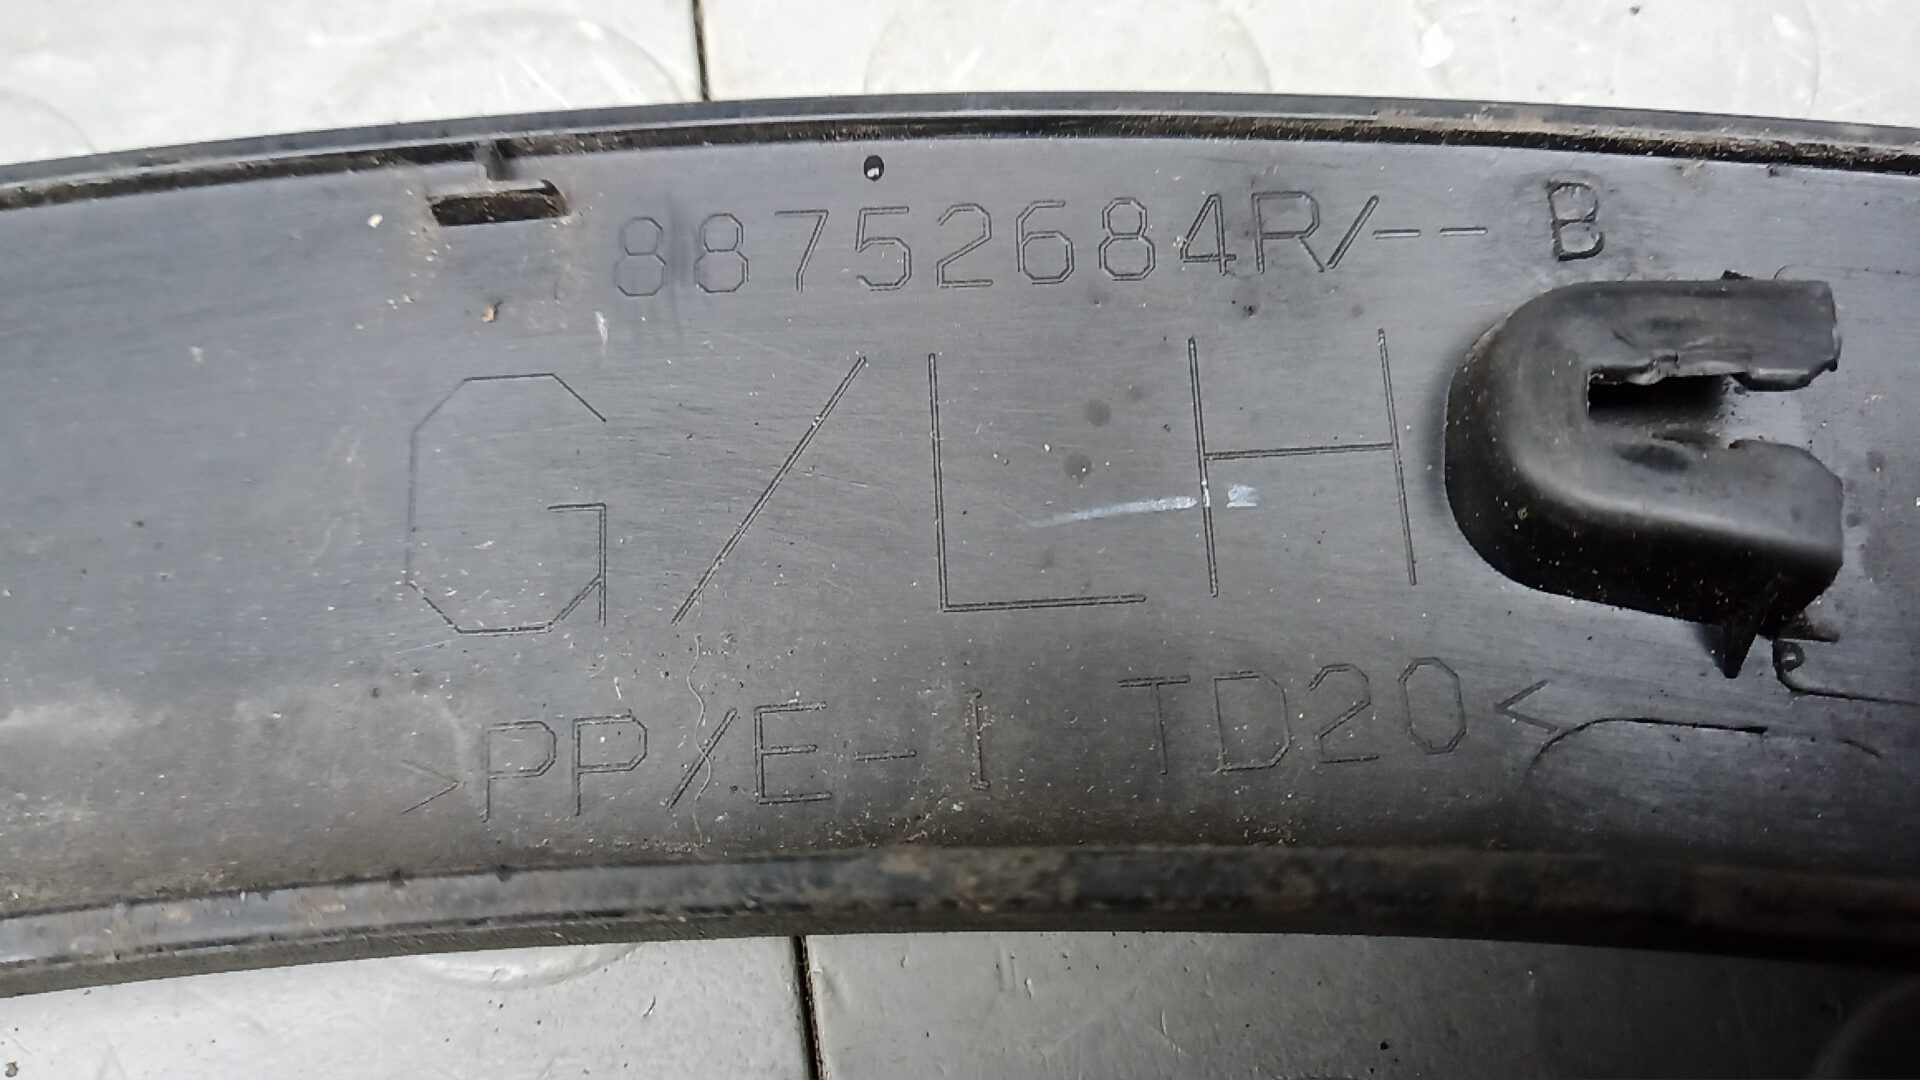 88752684R/-- B
G/LH
>PP/E-I TD20<